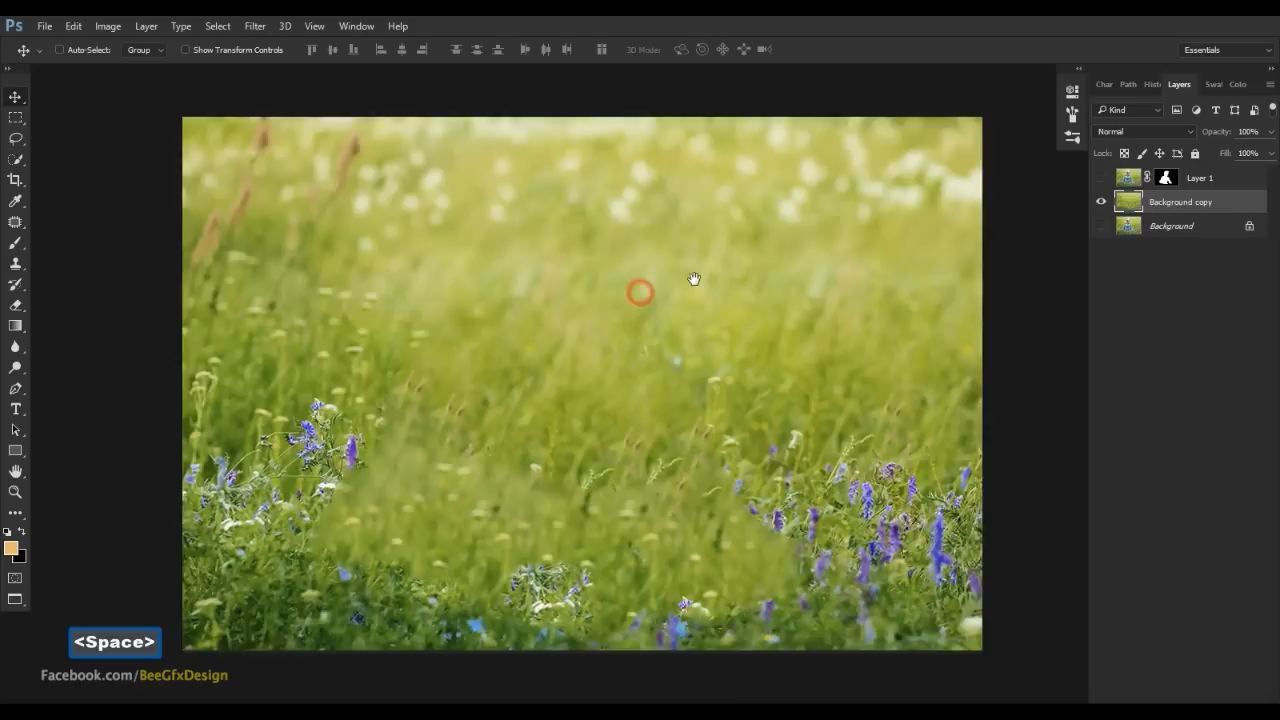 Ps File Edit Image Layer Type Select Filter 3D View Window Help
Auto-Select: Group Show Transform Controls 3D Mode: Essentials
Char Path Histo Layers Swat Colo
Kind
Normal Opacity: 100%
Lock: Fill: 100%
Layer 1
Background copy
Background
<Space>
Facebook.com/BeeGfxDesign